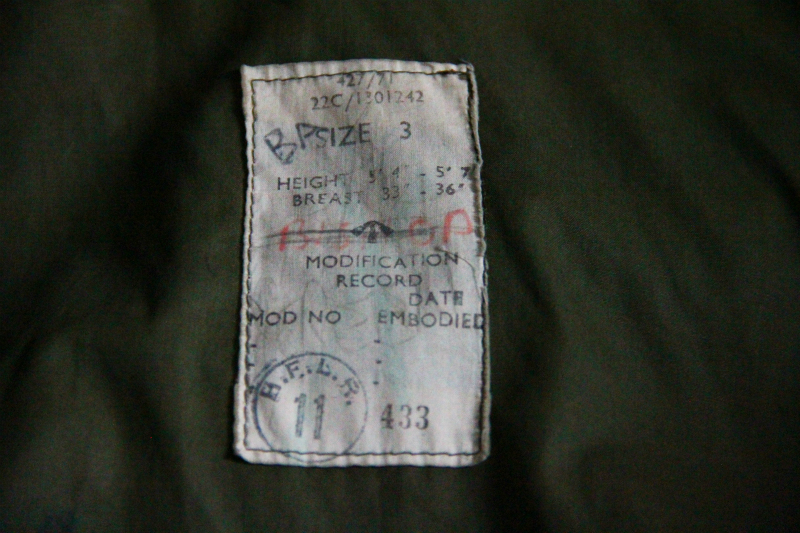 427/71
22C/1301242
BP SIZE 3
HEIGHT 5' 4" - 5' 7
BREAST 33" - 36"
MODIFICATION
RECORD
DATE
MOD NO EMBODIED
11
433